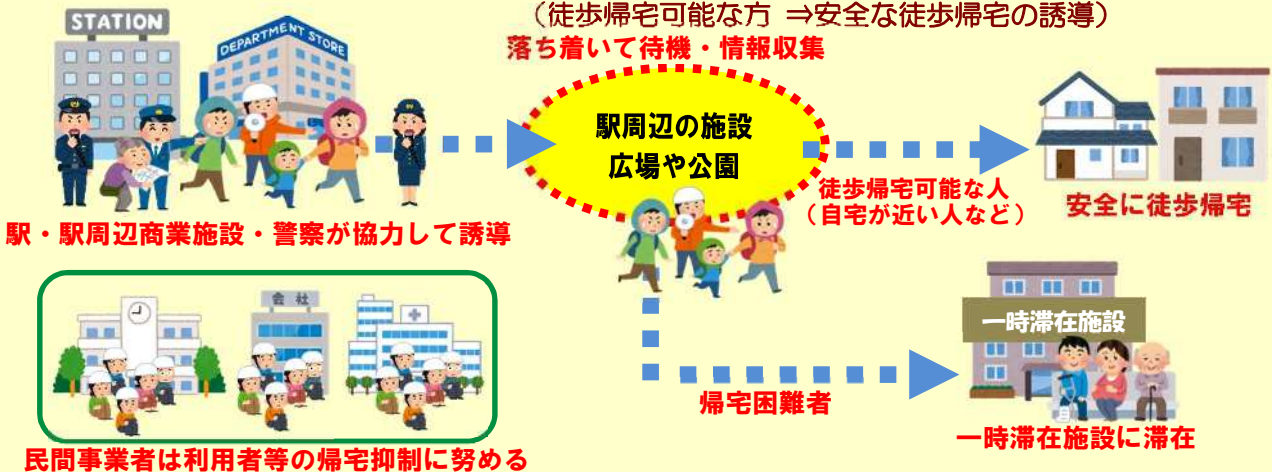 （徒歩帰宅可能な方 ⇒安全な徒歩帰宅の誘導）
落ち着いて待機・情報収集
STATION
DEPARTMENT STORE
駅周辺の施設
広場や公園
徒歩帰宅可能な人
（自宅が近い人など）
安全に徒歩帰宅
駅・駅周辺商業施設・警察が協力して誘導
会社
一時滞在施設
帰宅困難者
一時滞在施設に滞在
民間事業者は利用者等の帰宅抑制に努める